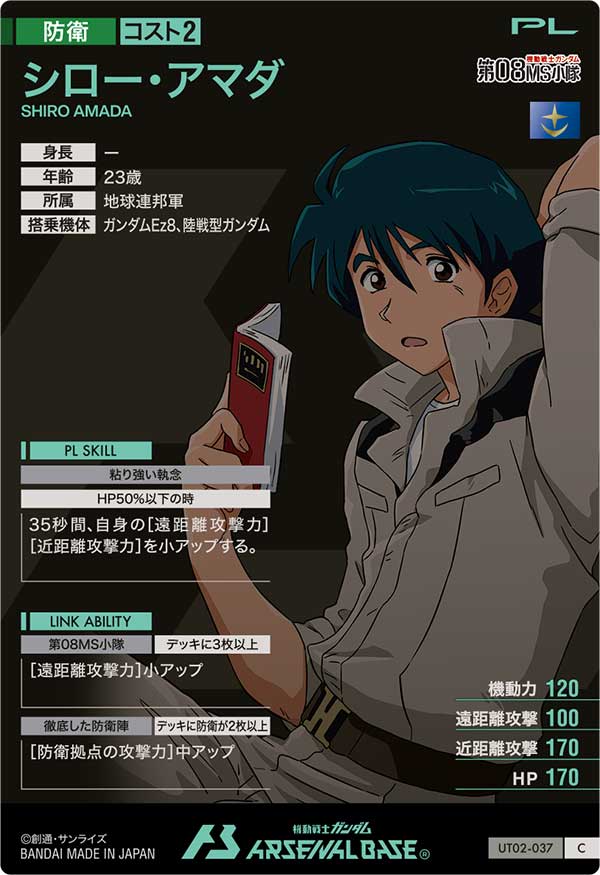 防衛 コスト2
PL
シロー・アマダ
SHIRO AMADA
機動戦士ガンダム
第08MS小隊
身長 ー
年齢 23歳
所属 地球連邦軍
搭乗機体 ガンダムEz8、陸戦型ガンダム
PL SKILL
粘り強い執念
HP50%以下の時
35秒間、自身の[遠距離攻撃力]
[近距離攻撃力]を小アップする。
LINK ABILITY
第08MS小隊 デッキに3枚以上
[遠距離攻撃力]小アップ
徹底した防衛陣 デッキに防衛が2枚以上
[防衛拠点の攻撃力]中アップ
機動力 120
遠距離攻撃 100
近距離攻撃 170
HP 170
©創通・サンライズ
BANDAI MADE IN JAPAN
機動戦士ガンダム
ARSENAL BASE®
UT02-037 C